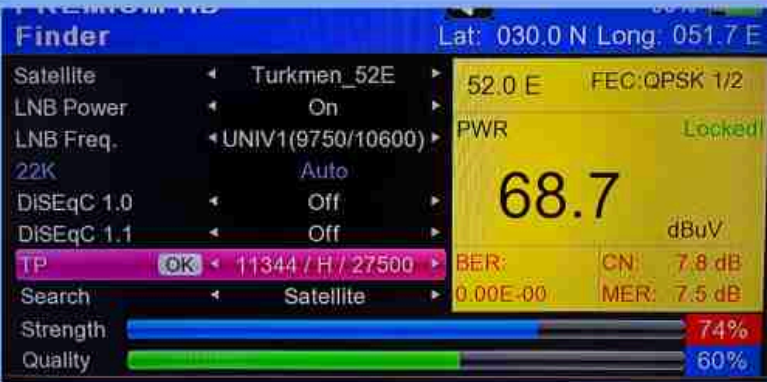 Finder
Lat: 030.0 N Long: 051.7 E
Satellite Turkmen_52E
LNB Power On
LNB Freq. UNIV1(9750/10600)
22K Auto
DiSEqC 1.0 Off
DiSEqC 1.1 Off
TP OK 11344 / H / 27500
Search Satellite
52.0 E FEC:QPSK 1/2
PWR Locked!
68.7
dBuV
BER: CN: 7.8 dB
0.00E-00 MER: 7.5 dB
Strength 74%
Quality 60%